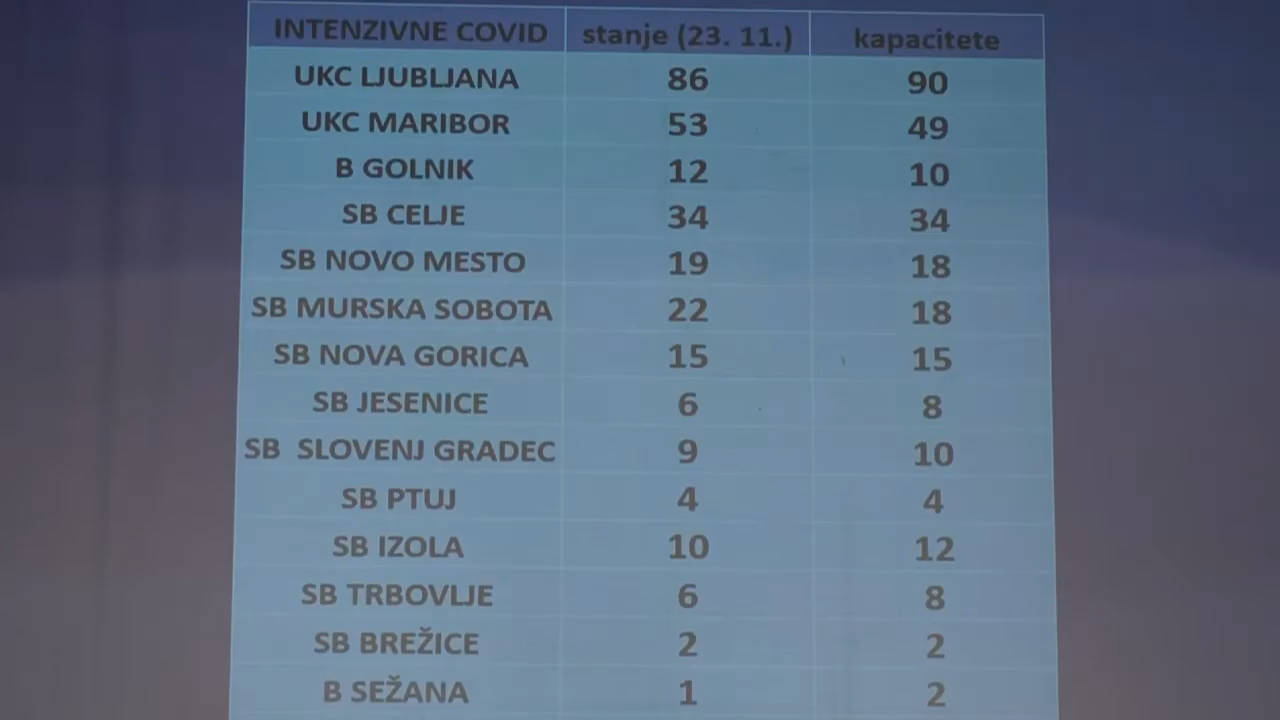 INTENZIVNE COVID stanje (23. 11.) kapacitete
UKC LJUBLJANA 86 90
UKC MARIBOR 53 49
B GOLNIK 12 10
SB CELJE 34 34
SB NOVO MESTO 19 18
SB MURSKA SOBOTA 22 18
SB NOVA GORICA 15 15
SB JESENICE 6 8
SB SLOVENJ GRADEC 9 10
SB PTUJ 4 4
SB IZOLA 10 12
SB TRBOVLJE 6 8
SB BREŽICE 2 2
B SEŽANA 1 2